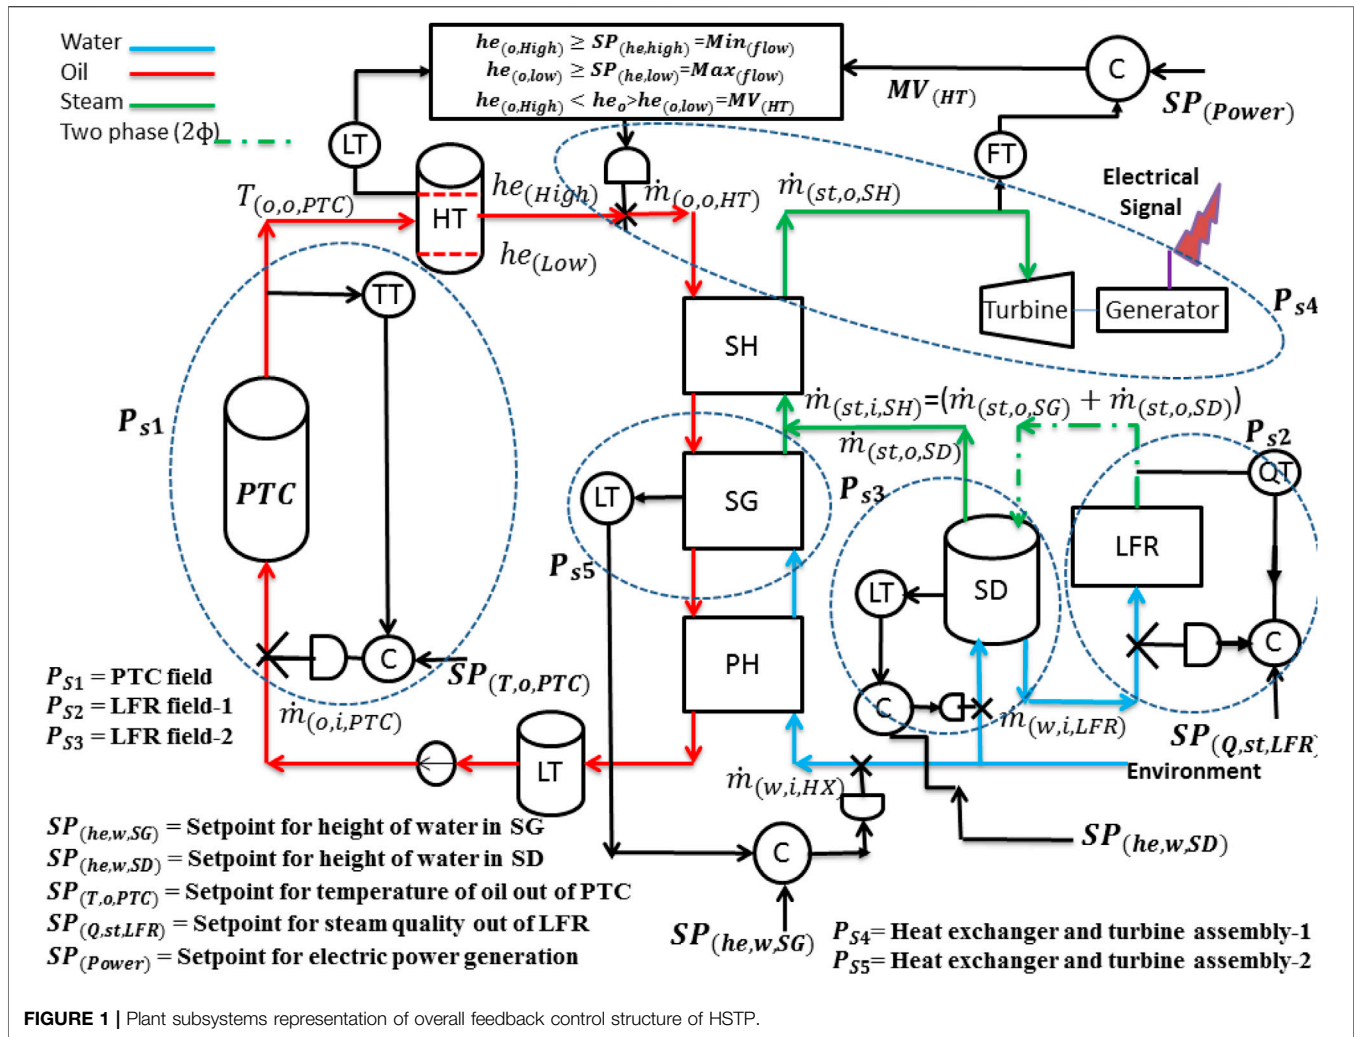 Water
Oil
Steam
Two phase (2ϕ)
he(o,High) ≥ SP(he,high)=Min(flow)
he(o,low) ≥ SP(he,low)=Max(flow)
he(o,High) < heo>he(o,low)=MV(HT)
MV(HT)
C
SP(Power)
LT
FT
T(o,o,PTC)
HT
he(High)
he(Low)
ṁ(o,o,HT)
ṁ(st,o,SH)
Electrical
Signal
TT
Turbine
Generator
Ps4
SH
Ps1
PTC
ṁ(st,i,SH)=(ṁ(st,o,SG) + ṁ(st,o,SD))
ṁ(st,o,SD)
Ps2
QT
Ps3
LT
SG
Ps5
LFR
SD
LT
C
SP(T,o,PTC)
PH
C
C
ṁ(w,i,LFR)
SP(Q,st,LFR)
PS1 = PTC field
PS2 = LFR field-1
PS3 = LFR field-2
ṁ(o,i,PTC)
LT
ṁ(w,i,HX)
Environment
SP(he,w,SD)
C
SP(he,w,SG)
SP(he,w,SG) = Setpoint for height of water in SG
SP(he,w,SD) = Setpoint for height of water in SD
SP(T,o,PTC) = Setpoint for temperature of oil out of PTC
SP(Q,st,LFR) = Setpoint for steam quality out of LFR
SP(Power) = Setpoint for electric power generation
PS4= Heat exchanger and turbine assembly-1
PS5= Heat exchanger and turbine assembly-2
FIGURE 1 | Plant subsystems representation of overall feedback control structure of HSTP.